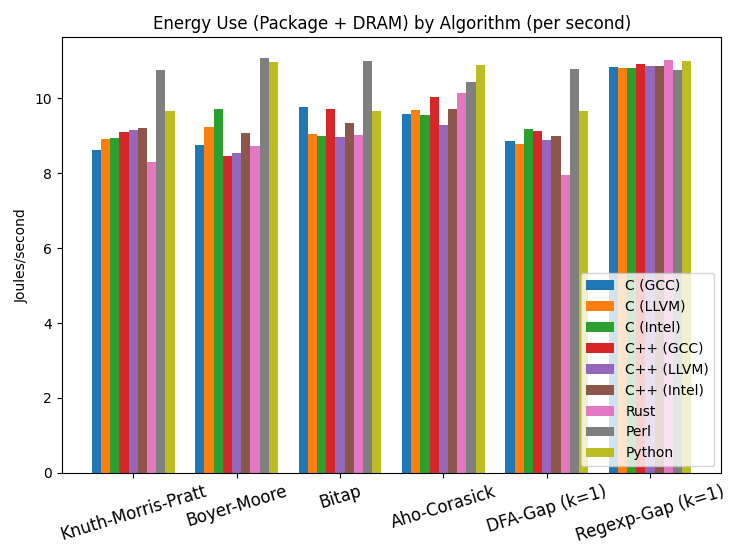 Energy Use (Package + DRAM) by Algorithm (per second)
Joules/second
10
8
6
4
2
0
Knuth-Morris-Pratt
Boyer-Moore
Bitap
Aho-Corasick
DFA-Gap (k=1)
Regexp-Gap (k=1)
C (GCC)
C (LLVM)
C (Intel)
C++ (GCC)
C++ (LLVM)
C++ (Intel)
Rust
Perl
Python